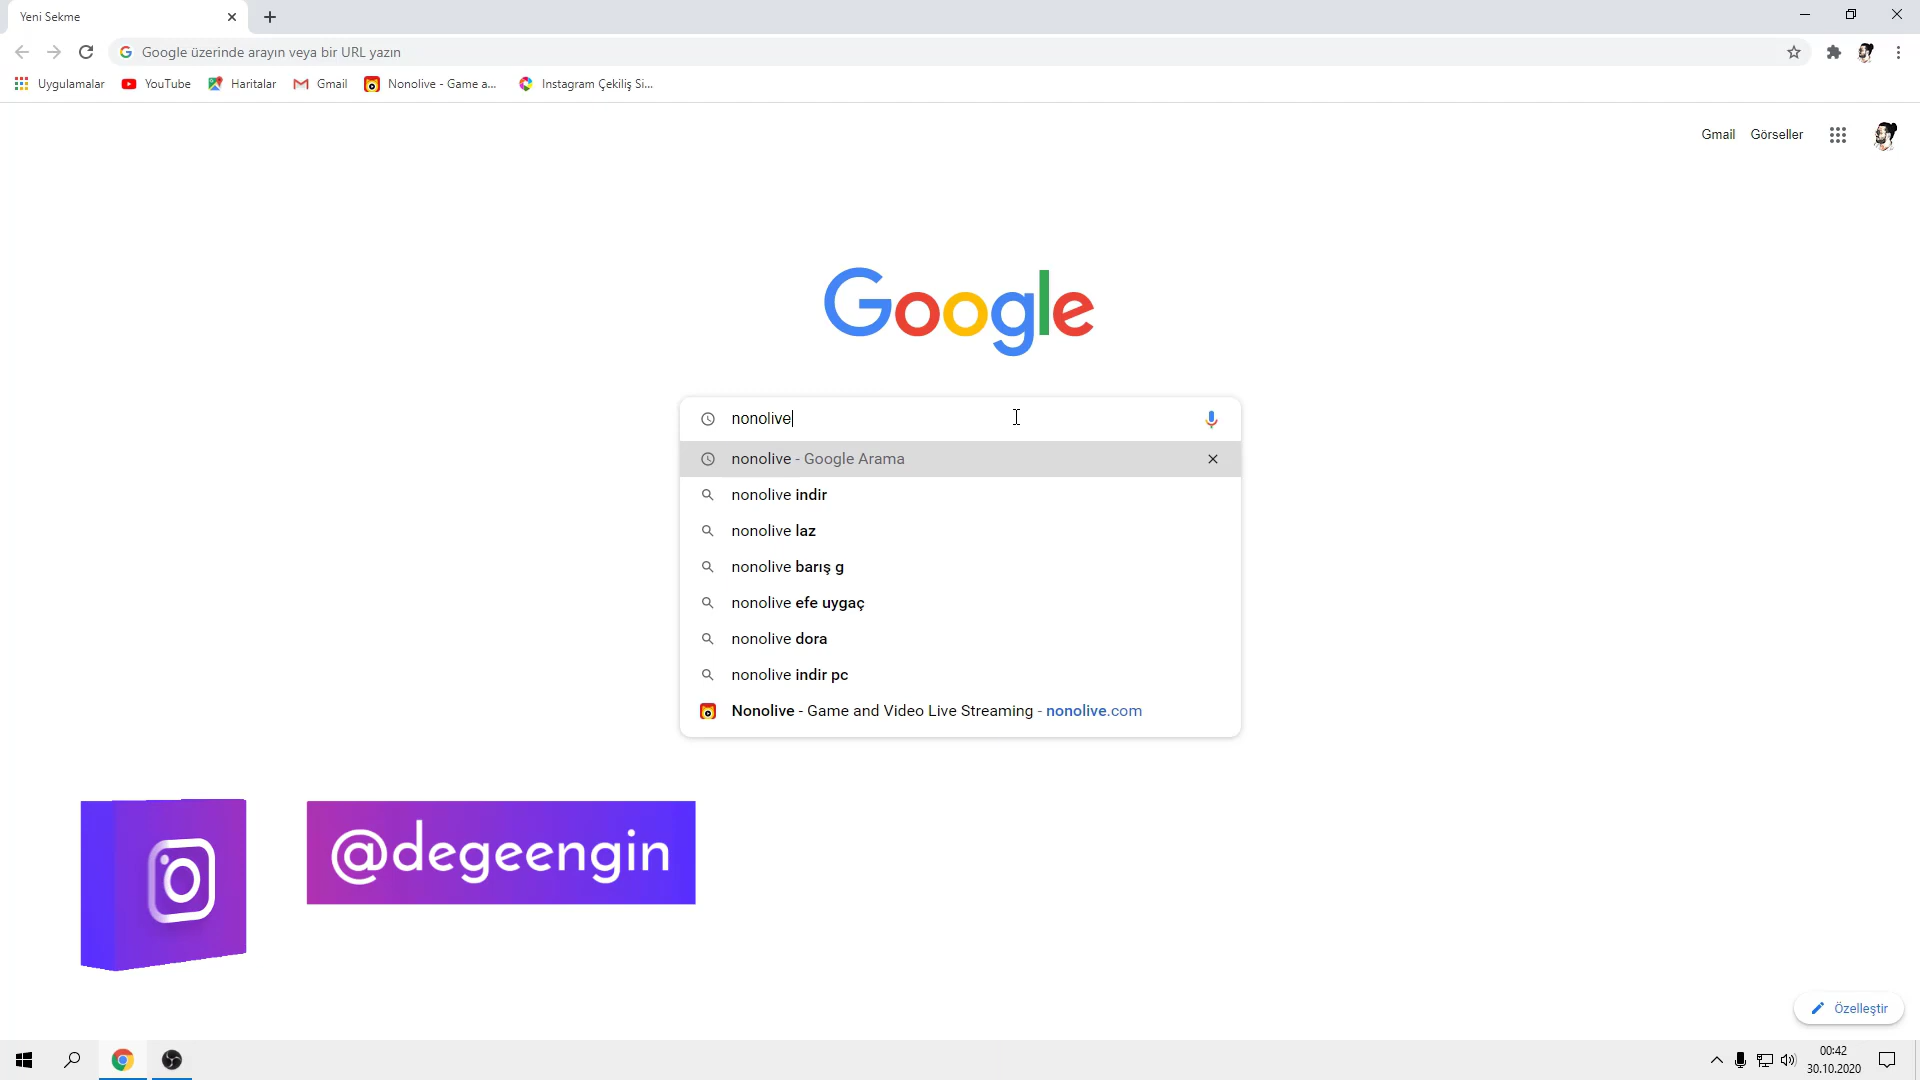 Yeni Sekme
Google üzerinde arayın veya bir URL yazın
Uygulamalar YouTube Haritalar Gmail Nonolive - Game a... Instagram Çekiliş Si...
Gmail Görseller
Google
nonolive
nonolive - Google Arama
nonolive indir
nonolive laz
nonolive barış g
nonolive efe uygaç
nonolive dora
nonolive indir pc
Nonolive - Game and Video Live Streaming - nonolive.com
@degeengin
Özelleştir
00:42
30.10.2020